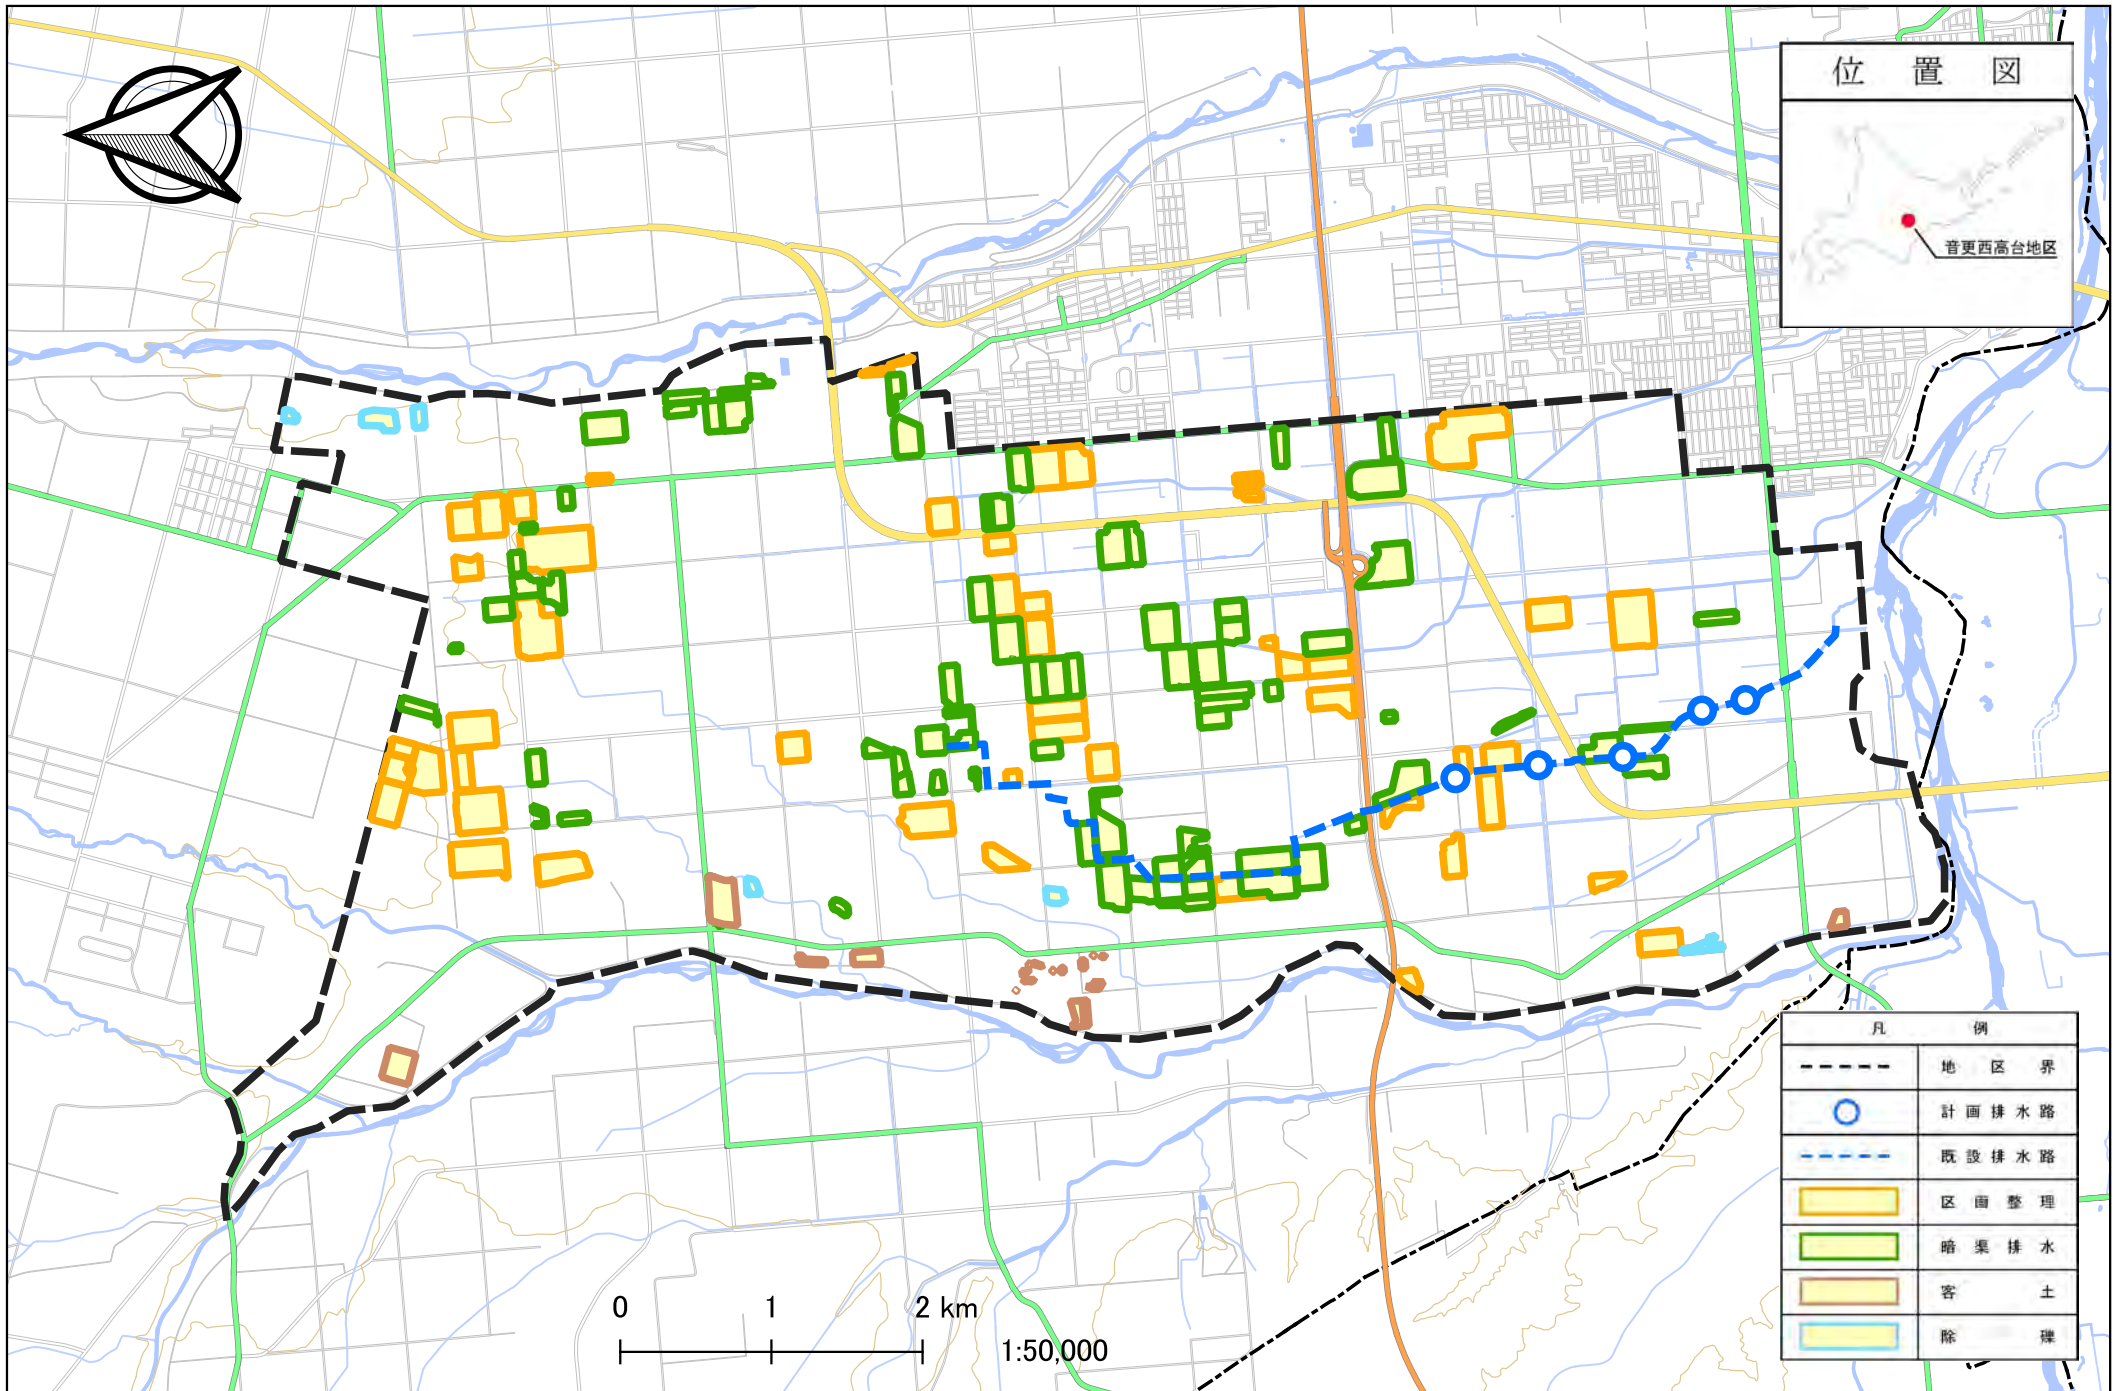 位置図
音更西高台地区
凡例
地区界
計画排水路
既設排水路
区画整理
暗渠排水
客土
除礫
0 1 2 km
1:50,000